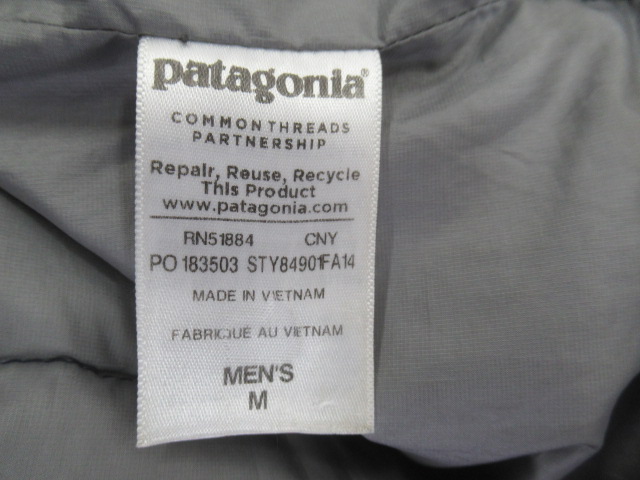 patagonia®
COMMON THREADS
PARTNERSHIP
Repair, Reuse, Recycle
This Product
www.patagonia.com
RN51884 CNY
PO 183503 STY84901FA14
MADE IN VIETNAM
FABRIQUÉ AU VIETNAM
MEN'S
M